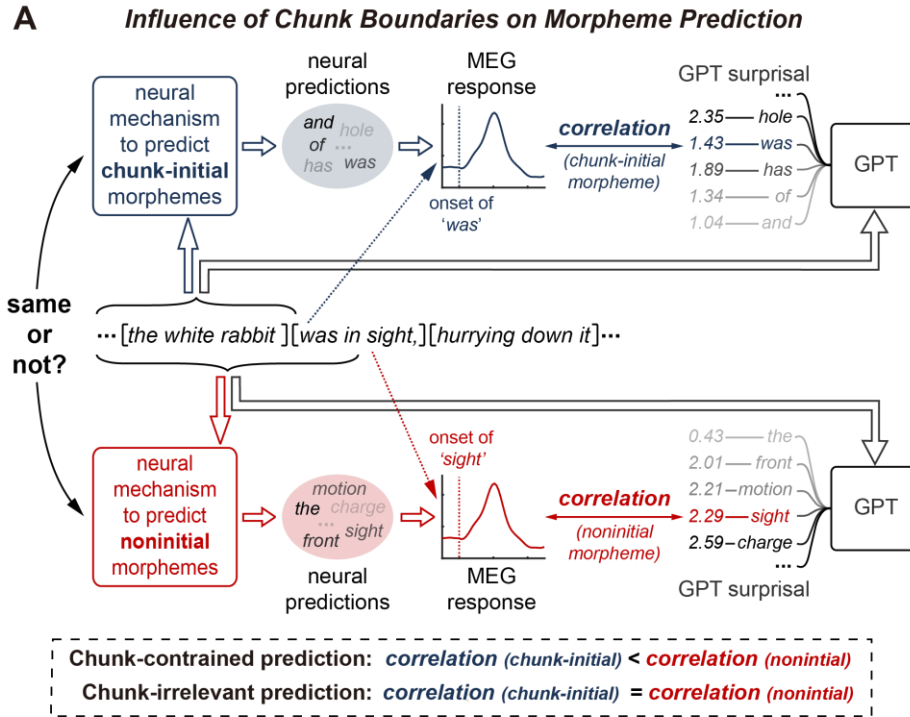 A
Influence of Chunk Boundaries on Morpheme Prediction
neural
mechanism
to predict
chunk-initial
morphemes
neural
predictions
and
hole
of
...
has
was
MEG
response
onset of
'was'
correlation
(chunk-initial
morpheme)
GPT surprisal
...
2.35 — hole
1.43 — was
1.89 — has
1.34 — of
1.04 — and
GPT
same
or
not?
··· [the white rabbit ][was in sight,][hurrying down it] ···
neural
mechanism
to predict
noninitial
morphemes
motion
the
charge
...
sight
front
neural
predictions
onset of
'sight'
MEG
response
correlation
(noninitial
morpheme)
0.43 — the
2.01 — front
2.21 — motion
2.29 — sight
2.59 — charge
...
GPT surprisal
GPT
Chunk-contrained prediction: correlation (chunk-initial) < correlation (nonintial)
Chunk-irrelevant prediction: correlation (chunk-initial) = correlation (nonintial)